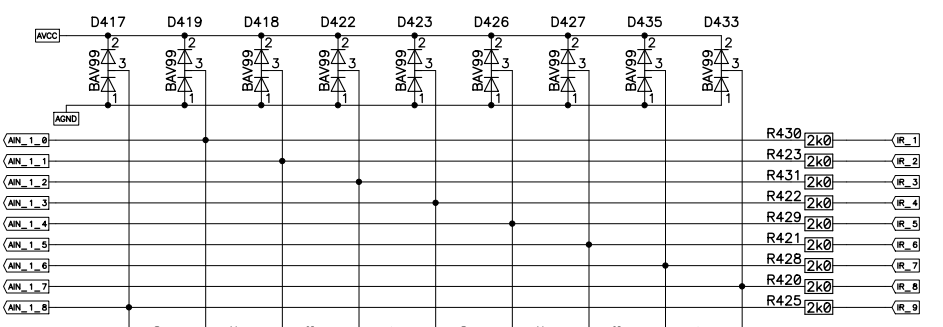 D417 D419 D418 D422 D423 D426 D427 D435 D433
AVCC
2 2 2 2 2 2 2 2 2
BAV99 BAV99 BAV99 BAV99 BAV99 BAV99 BAV99 BAV99 BAV99
3 3 3 3 3 3 3 3 3
1 1 1 1 1 1 1 1 1
AGND
AIN_1_0 R430 2k0 IR_1
AIN_1_1 R423 2k0 IR_2
AIN_1_2 R431 2k0 IR_3
AIN_1_3 R422 2k0 IR_4
AIN_1_4 R429 2k0 IR_5
AIN_1_5 R421 2k0 IR_6
AIN_1_6 R428 2k0 IR_7
AIN_1_7 R420 2k0 IR_8
AIN_1_8 R425 2k0 IR_9